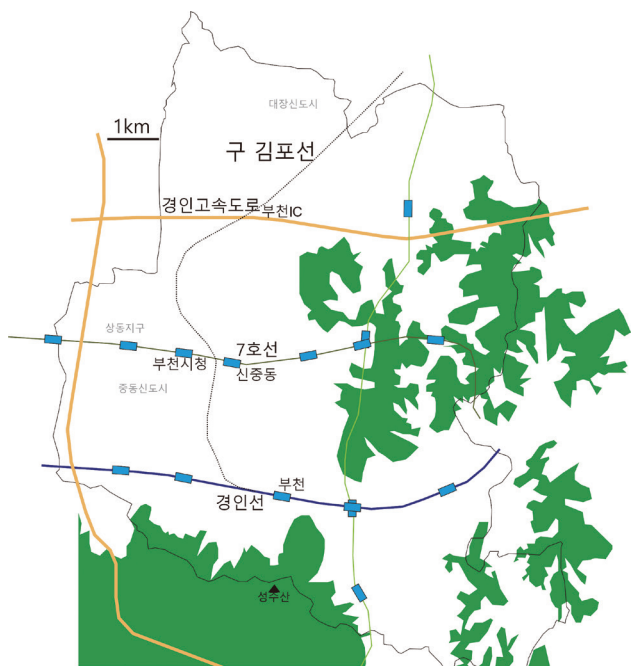 대장신도시
1km
구 김포선
경인고속도로
부천IC
상동지구
7호선
부천시청
신중동
중동신도시
부천
경인선
성주산